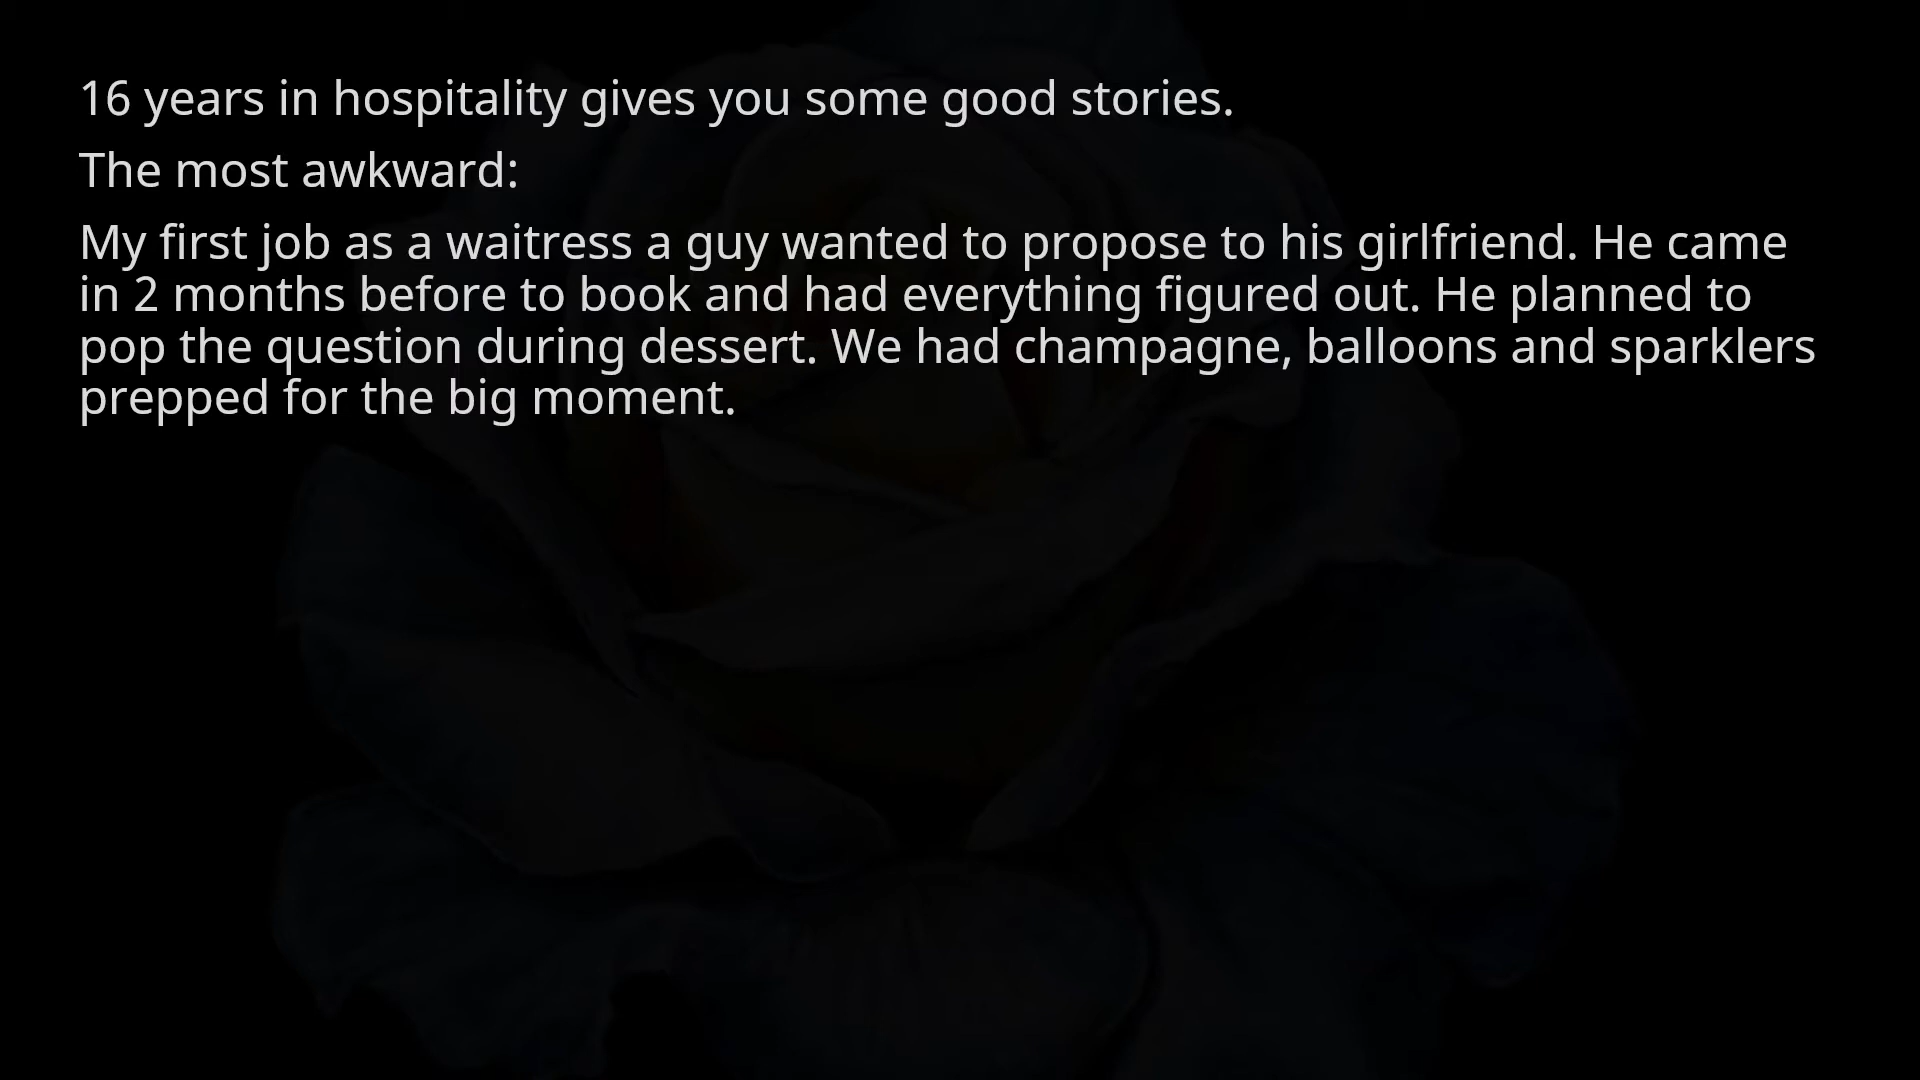 16 years in hospitality gives you some good stories.
The most awkward:
My first job as a waitress a guy wanted to propose to his girlfriend. He came
in 2 months before to book and had everything figured out. He planned to
pop the question during dessert. We had champagne, balloons and sparklers
prepped for the big moment.